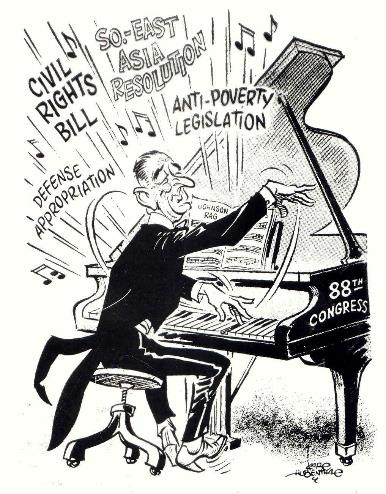 SO.-EAST
ASIA
RESOLUTION
CIVIL
RIGHTS
BILL
ANTI-POVERTY
LEGISLATION
DEFENSE
APPROPRIATION
"JOHNSON
RAG"
88TH
CONGRESS